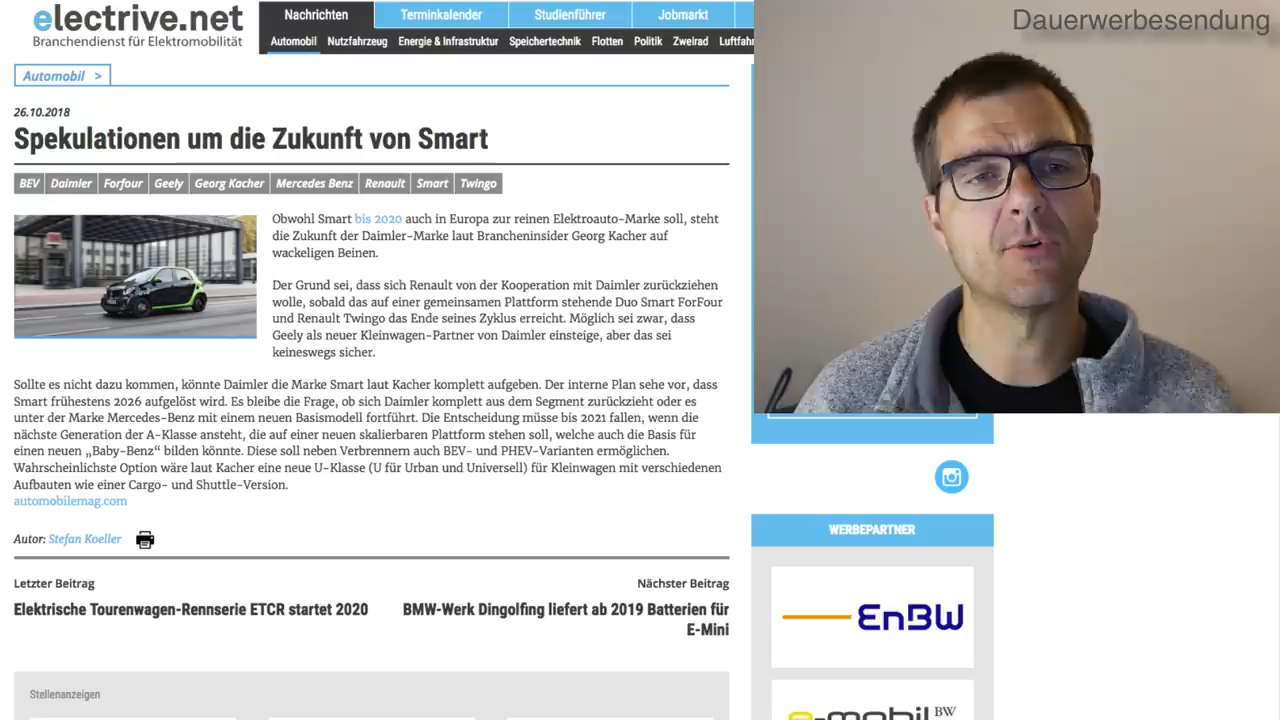 electrive.net
Branchendienst für Elektromobilität
Nachrichten
Terminkalender
Studienführer
Jobmarkt
Automobil
Nutzfahrzeug
Energie & Infrastruktur
Speichertechnik
Flotten
Politik
Zweirad
Dauerwerbesendung
Automobil >
26.10.2018
Spekulationen um die Zukunft von Smart
BEV
Daimler
Forfour
Geely
Georg Kacher
Mercedes Benz
Renault
Smart
Twingo
Obwohl Smart bis 2020 auch in Europa zur reinen Elektroauto-Marke soll, steht
die Zukunft der Daimler-Marke laut Brancheninsider Georg Kacher auf
wackeligen Beinen.
Der Grund sei, dass sich Renault von der Kooperation mit Daimler zurückziehen
wolle, sobald das auf einer gemeinsamen Plattform stehende Duo Smart ForFour
und Renault Twingo das Ende seines Zyklus erreicht. Möglich sei zwar, dass
Geely als neuer Kleinwagen-Partner von Daimler einsteige, aber das sei
keineswegs sicher.
Sollte es nicht dazu kommen, könnte Daimler die Marke Smart laut Kacher komplett aufgeben. Der interne Plan sehe vor, dass
Smart frühestens 2026 aufgelöst wird. Es bleibe die Frage, ob sich Daimler komplett aus dem Segment zurückzieht oder es
unter der Marke Mercedes-Benz mit einem neuen Basismodell fortführt. Die Entscheidung müsse bis 2021 fallen, wenn die
nächste Generation der A-Klasse ansteht, die auf einer neuen skalierbaren Plattform stehen soll, welche auch die Basis für
einen neuen „Baby-Benz“ bilden könnte. Diese soll neben Verbrennern auch BEV- und PHEV-Varianten ermöglichen.
Wahrscheinlichste Option wäre laut Kacher eine neue U-Klasse (U für Urban und Universell) für Kleinwagen mit verschiedenen
Aufbauten wie einer Cargo- und Shuttle-Version.
automobilemag.com
Autor: Stefan Koeller
Letzter Beitrag
Elektrische Tourenwagen-Rennserie ETCR startet 2020
Nächster Beitrag
BMW-Werk Dingolfing liefert ab 2019 Batterien für
E-Mini
Stellenanzeigen
WERBEPARTNER
EnBW
e-mobil BW